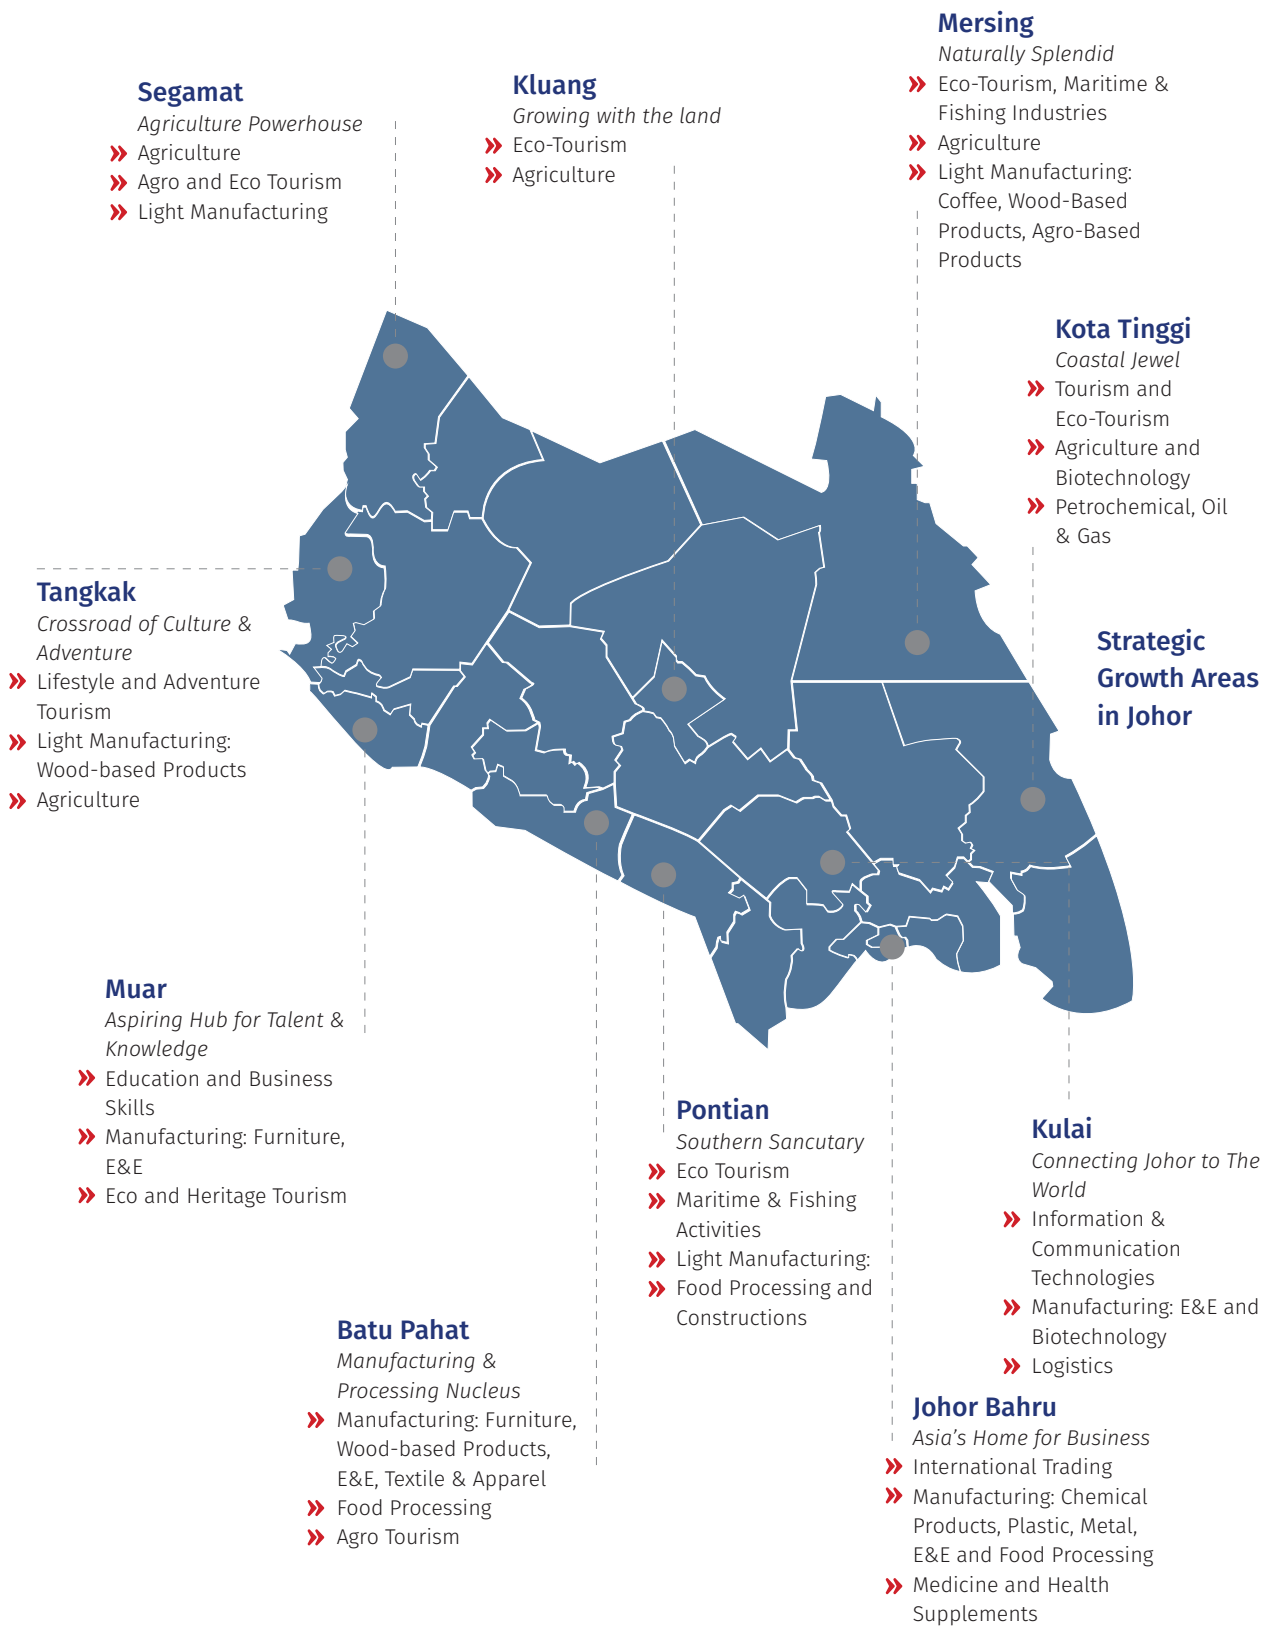 Mersing
Naturally Splendid
Eco-Tourism, Maritime &
Fishing Industries
Agriculture
Light Manufacturing:
Coffee, Wood-Based
Products, Agro-Based
Products
Segamat
Agriculture Powerhouse
Agriculture
Agro and Eco Tourism
Light Manufacturing
Kluang
Growing with the land
Eco-Tourism
Agriculture
Kota Tinggi
Coastal Jewel
Tourism and
Eco-Tourism
Agriculture and
Biotechnology
Petrochemical, Oil
& Gas
Tangkak
Crossroad of Culture &
Adventure
Lifestyle and Adventure
Tourism
Light Manufacturing:
Wood-based Products
Agriculture
Strategic
Growth Areas
in Johor
Muar
Aspiring Hub for Talent &
Knowledge
Education and Business
Skills
Manufacturing: Furniture,
E&E
Eco and Heritage Tourism
Pontian
Southern Sancutary
Eco Tourism
Maritime & Fishing
Activities
Light Manufacturing:
Food Processing and
Constructions
Kulai
Connecting Johor to The
World
Information &
Communication
Technologies
Manufacturing: E&E and
Biotechnology
Logistics
Batu Pahat
Manufacturing &
Processing Nucleus
Manufacturing: Furniture,
Wood-based Products,
E&E, Textile & Apparel
Food Processing
Agro Tourism
Johor Bahru
Asia's Home for Business
International Trading
Manufacturing: Chemical
Products, Plastic, Metal,
E&E and Food Processing
Medicine and Health
Supplements